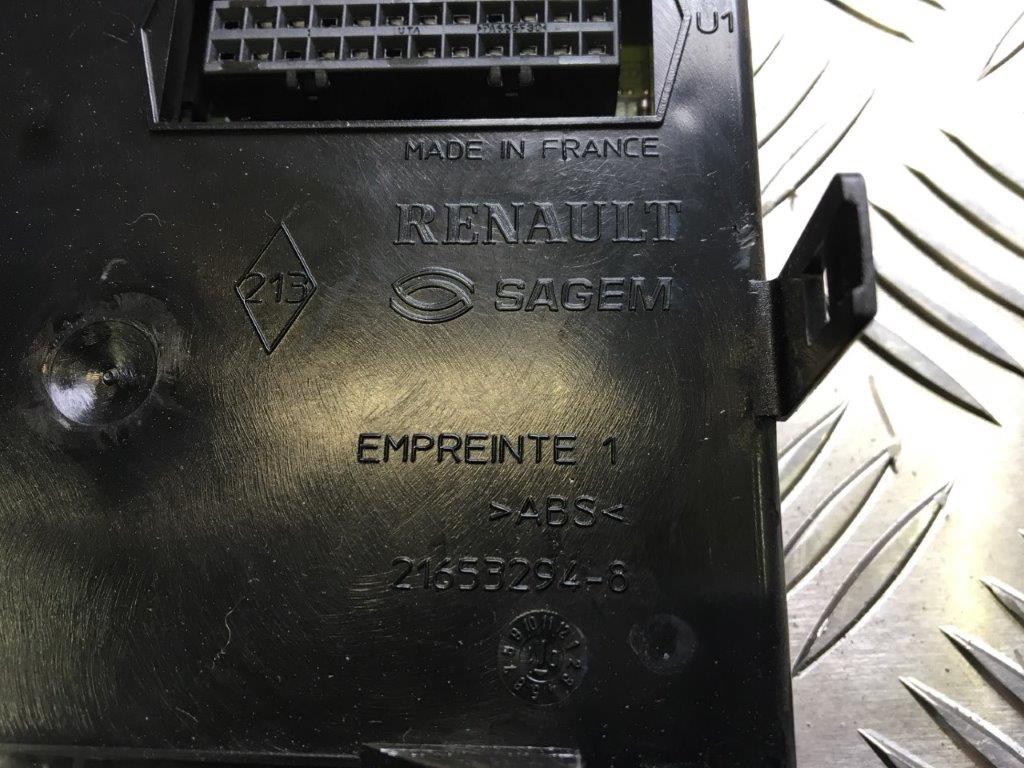 U1
MADE IN FRANCE
RENAULT
213
SAGEM
EMPREINTE 1
>ABS<
21653294-8